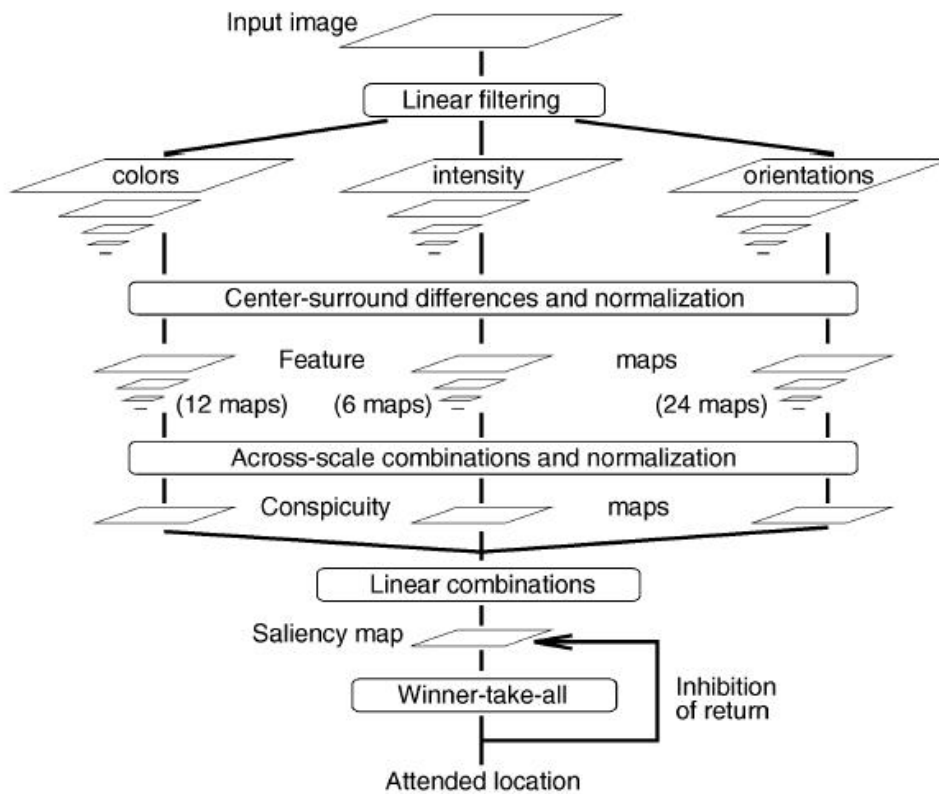 Input image
Linear filtering
colors
intensity
orientations
Center-surround differences and normalization
Feature maps
(12 maps) (6 maps) (24 maps)
Across-scale combinations and normalization
Conspicuity maps
Linear combinations
Saliency map
Winner-take-all
Inhibition
of return
Attended location